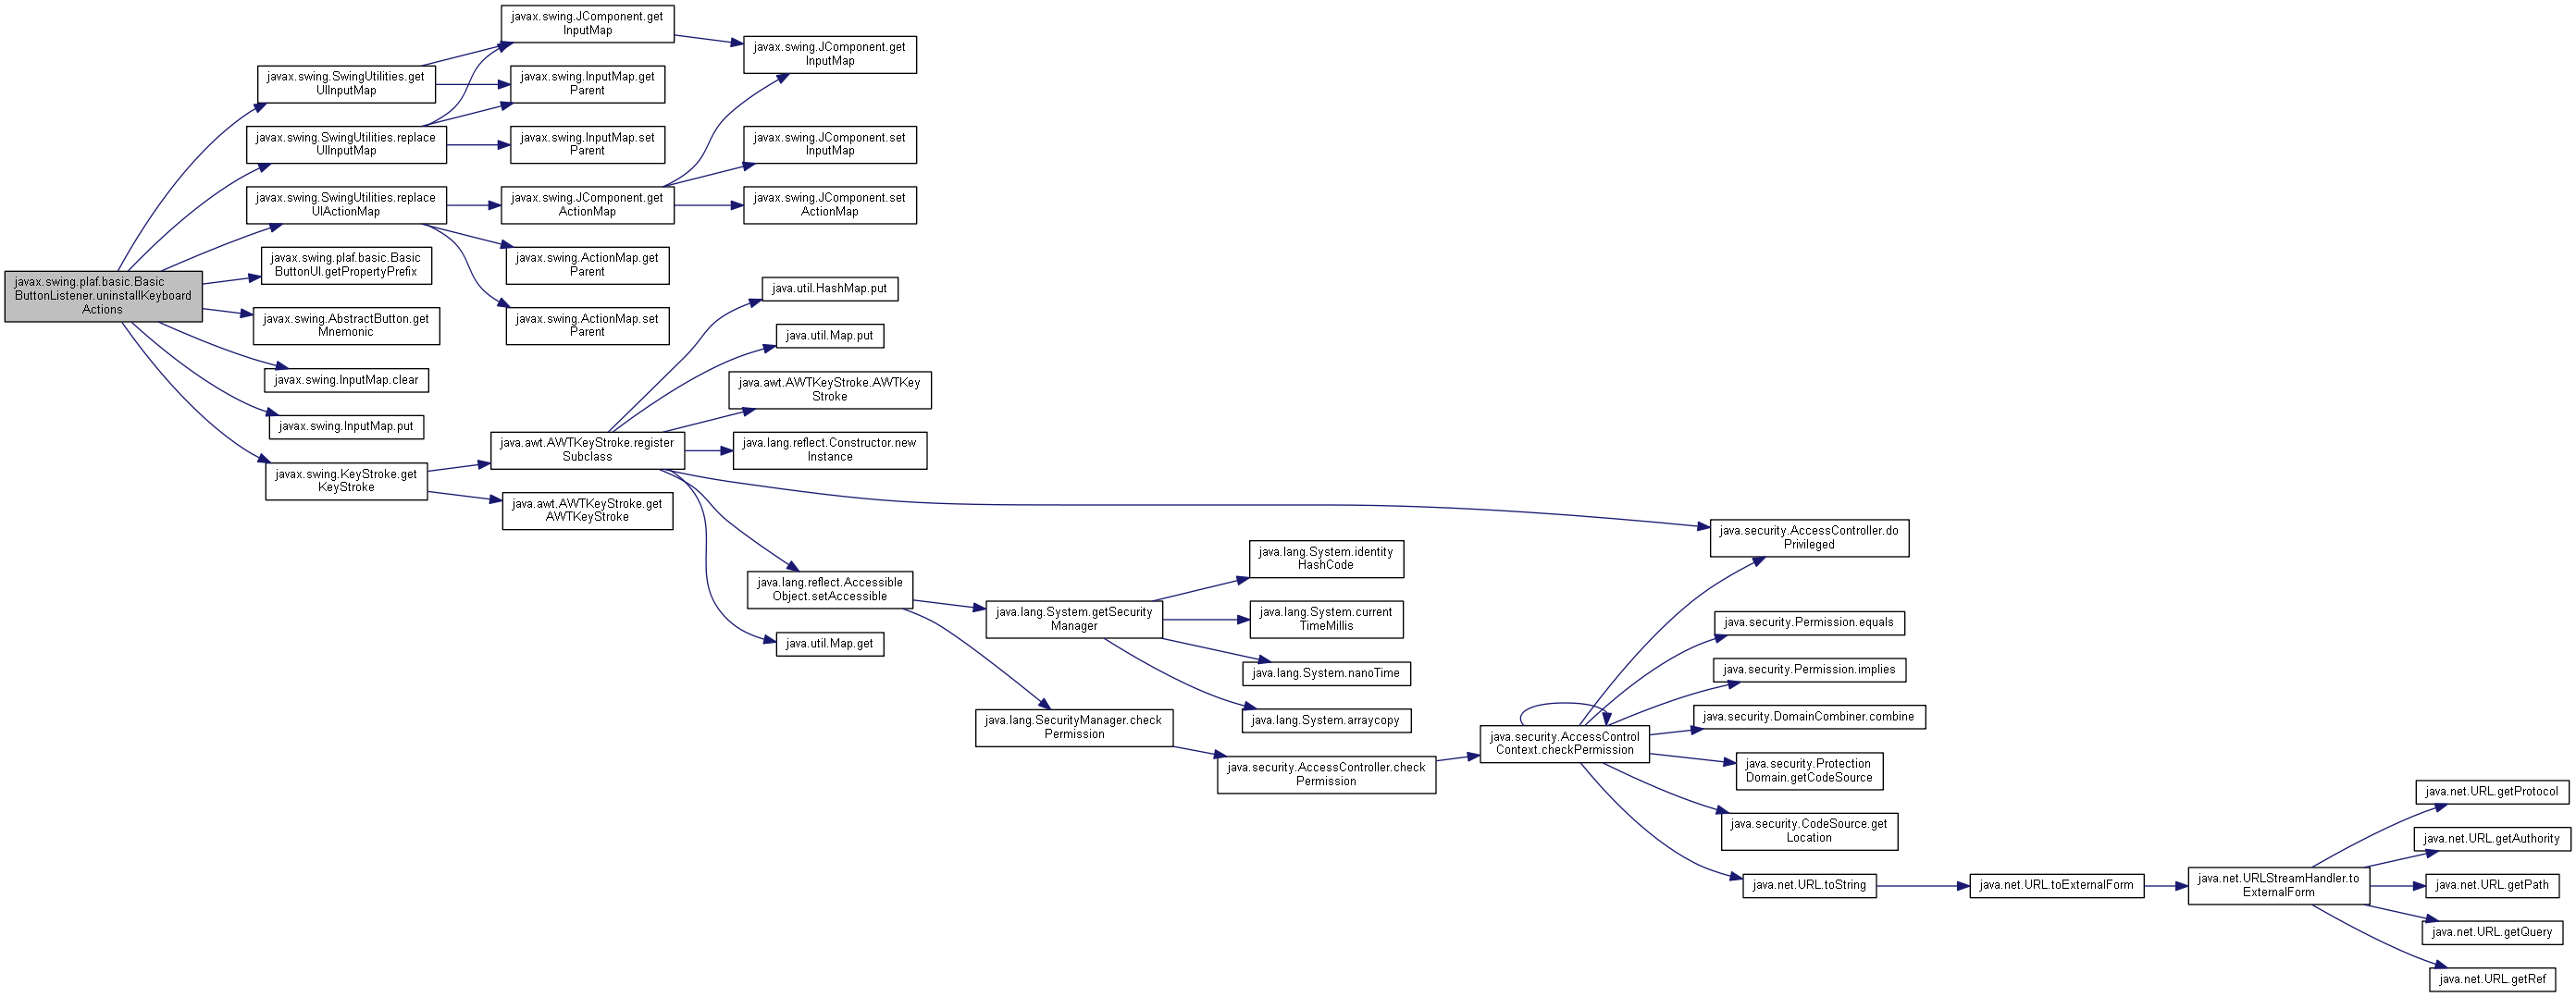 javax.swing.plaf.basic.Basic
ButtonListener.uninstallKeyboard
Actions
javax.swing.SwingUtilities.get
UIInputMap
javax.swing.SwingUtilities.replace
UIInputMap
javax.swing.SwingUtilities.replace
UIActionMap
javax.swing.plaf.basic.Basic
ButtonUI.getPropertyPrefix
javax.swing.AbstractButton.get
Mnemonic
javax.swing.InputMap.clear
javax.swing.InputMap.put
javax.swing.KeyStroke.get
KeyStroke
javax.swing.JComponent.get
InputMap
javax.swing.InputMap.get
Parent
javax.swing.InputMap.set
Parent
javax.swing.JComponent.get
ActionMap
javax.swing.ActionMap.get
Parent
javax.swing.ActionMap.set
Parent
java.awt.AWTKeyStroke.register
Subclass
java.awt.AWTKeyStroke.get
AWTKeyStroke
javax.swing.JComponent.get
InputMap
javax.swing.JComponent.set
InputMap
javax.swing.JComponent.set
ActionMap
java.util.HashMap.put
java.util.Map.put
java.awt.AWTKeyStroke.AWTKey
Stroke
java.lang.reflect.Constructor.new
Instance
java.lang.reflect.Accessible
Object.setAccessible
java.util.Map.get
java.lang.System.getSecurity
Manager
java.lang.SecurityManager.check
Permission
java.lang.System.identity
HashCode
java.lang.System.current
TimeMillis
java.lang.System.nanoTime
java.lang.System.arraycopy
java.security.AccessController.check
Permission
java.security.AccessControl
Context.checkPermission
java.security.AccessController.do
Privileged
java.security.Permission.equals
java.security.Permission.implies
java.security.DomainCombiner.combine
java.security.Protection
Domain.getCodeSource
java.security.CodeSource.get
Location
java.net.URL.toString
java.net.URL.toExternalForm
java.net.URLStreamHandler.to
ExternalForm
java.net.URL.getProtocol
java.net.URL.getAuthority
java.net.URL.getPath
java.net.URL.getQuery
java.net.URL.getRef